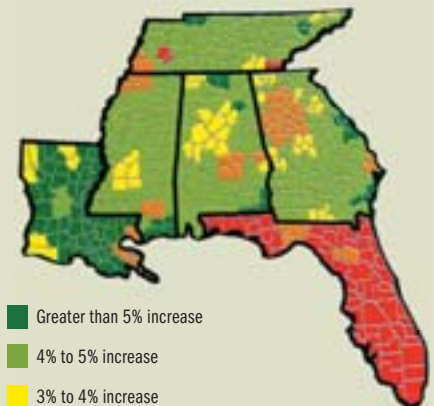 Greater than 5% increase
4% to 5% increase
3% to 4% increase